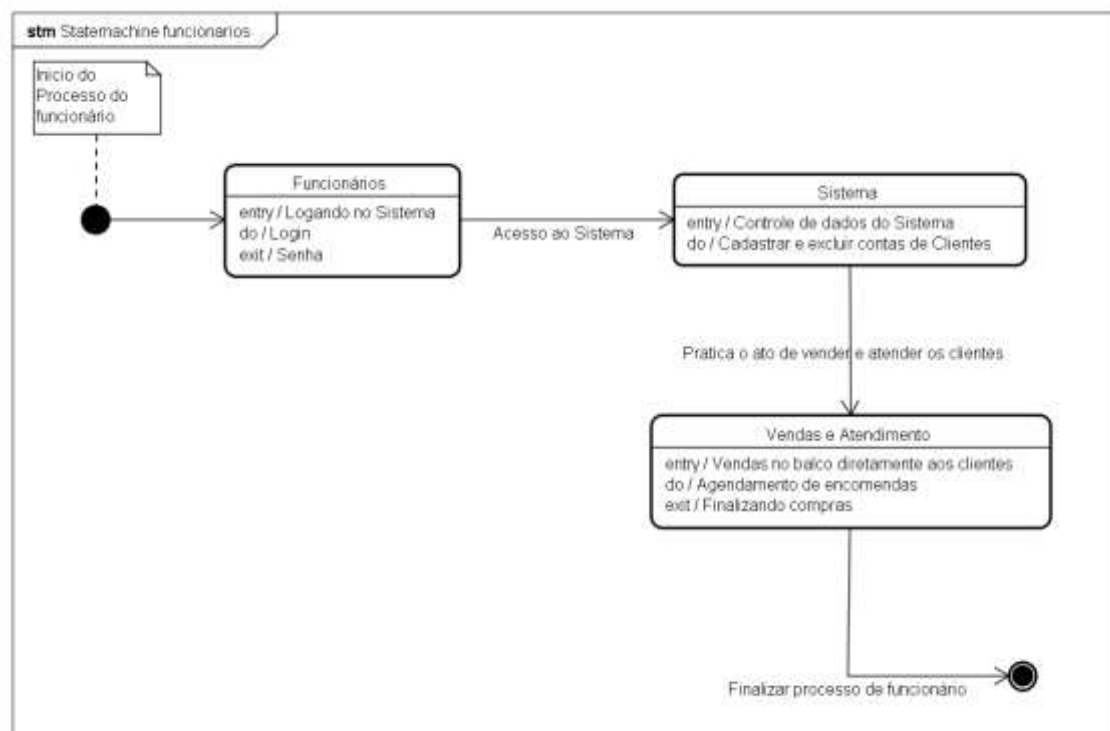 stm Statemachine funcionarios
Inicio do
Processo do
funcionário
Funcionários
entry / Logando no Sistema
do / Login
exit / Senha
Acesso ao Sistema
Sistema
entry / Controle de dados do Sistema
do / Cadastrar e excluir contas de Clientes
Pratica o ato de vender e atender os clientes
Vendas e Atendimento
entry / Vendas no balco diretamente aos clientes
do / Agendamento de encomendas
exit / Finalizando compras
Finalizar processo de funcionário